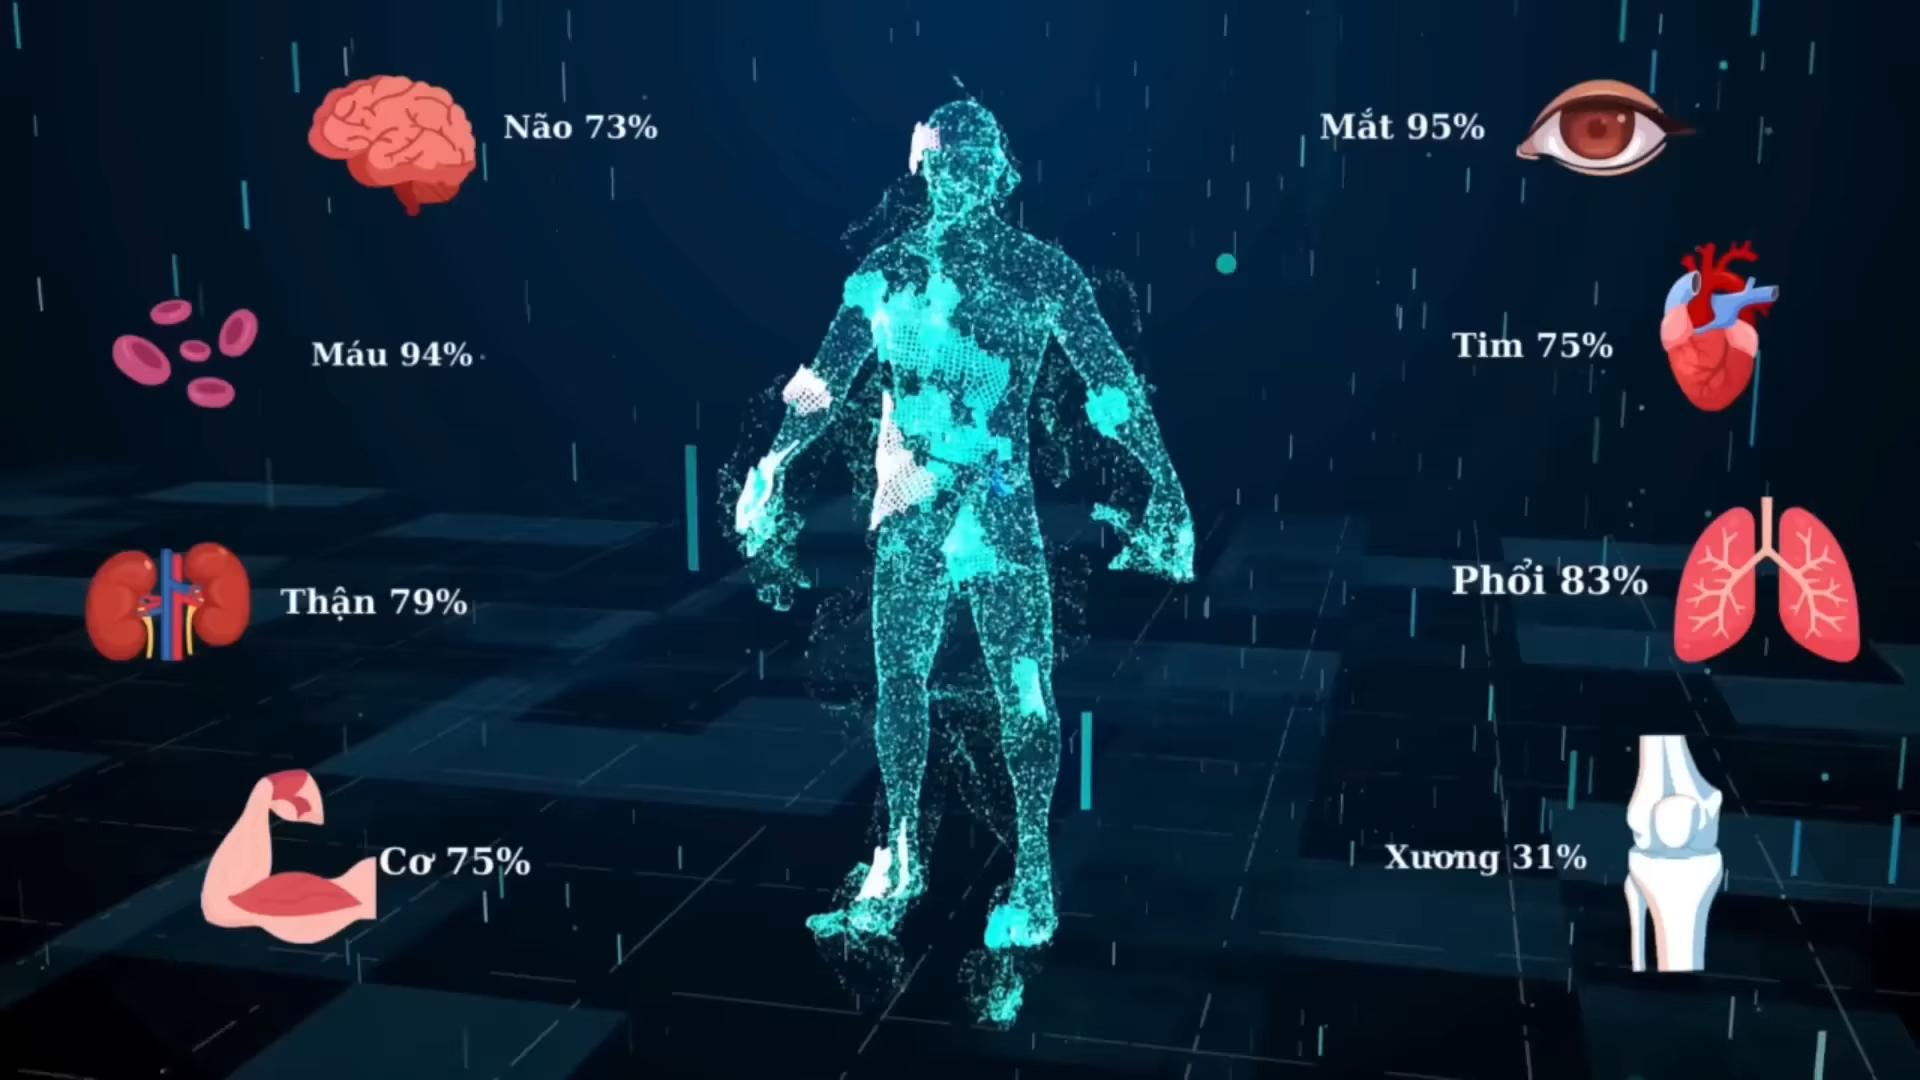 Não 73%
Mắt 95%
Máu 94%
Tim 75%
Thận 79%
Phổi 83%
Cơ 75%
Xương 31%